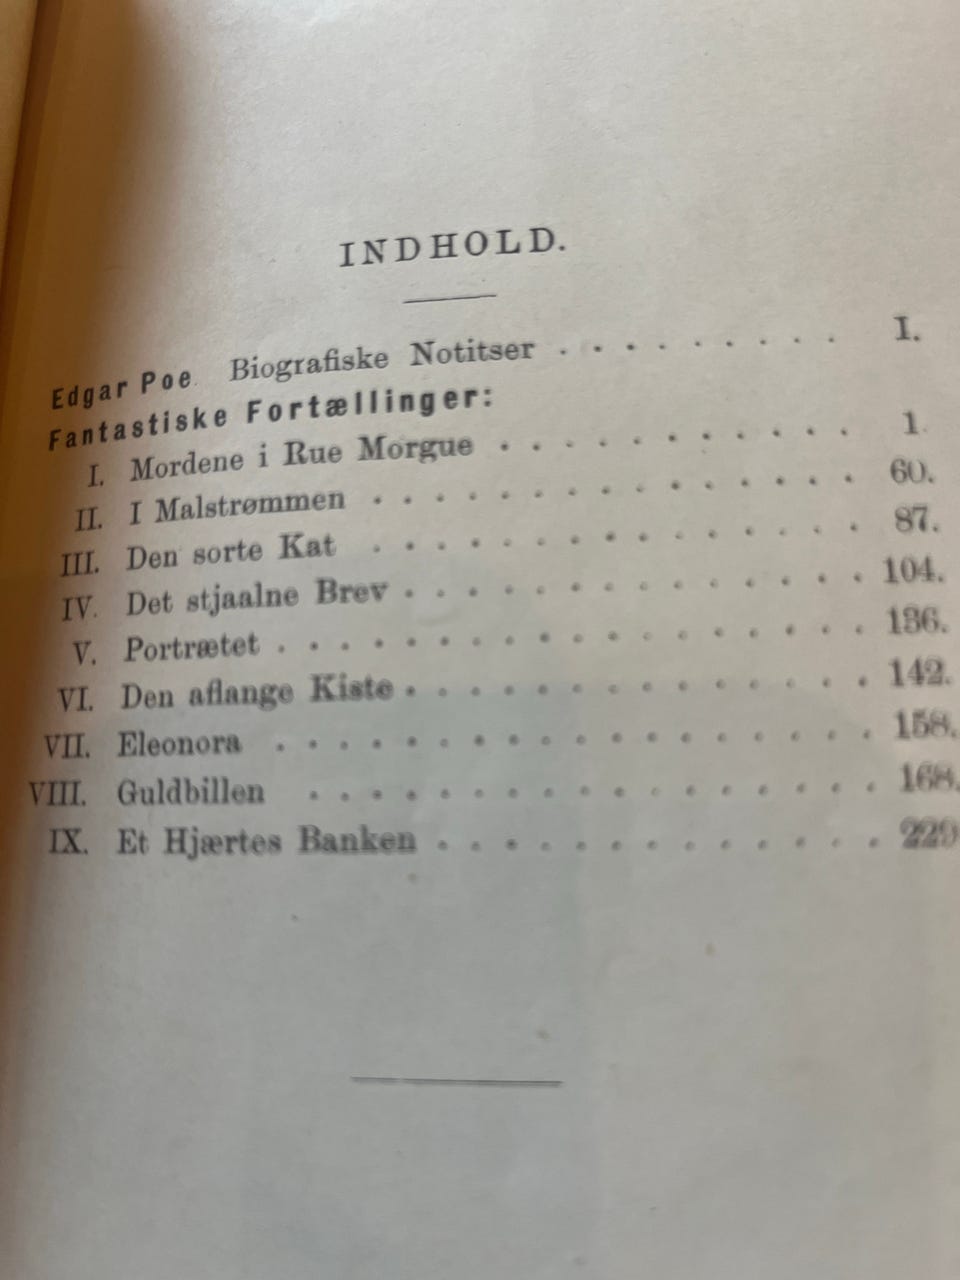 INDHOLD.
Edgar Poe. Biografiske Notitser . . . . . . . . . I.
Fantastiske Fortællinger:
I. Mordene i Rue Morgue . . . . . . . . . . . 1.
II. I Malstrømmen . . . . . . . . . . . . . . . 60.
III. Den sorte Kat . . . . . . . . . . . . . . . 87.
IV. Det stjaalne Brev . . . . . . . . . . . . . . 104.
V. Portrætet . . . . . . . . . . . . . . . . . . 136.
VI. Den aflange Kiste . . . . . . . . . . . . . . 142.
VII. Eleonora . . . . . . . . . . . . . . . . . . 158.
VIII. Guldbillen . . . . . . . . . . . . . . . . . 168.
IX. Et Hjærtes Banken . . . . . . . . . . . . . 229